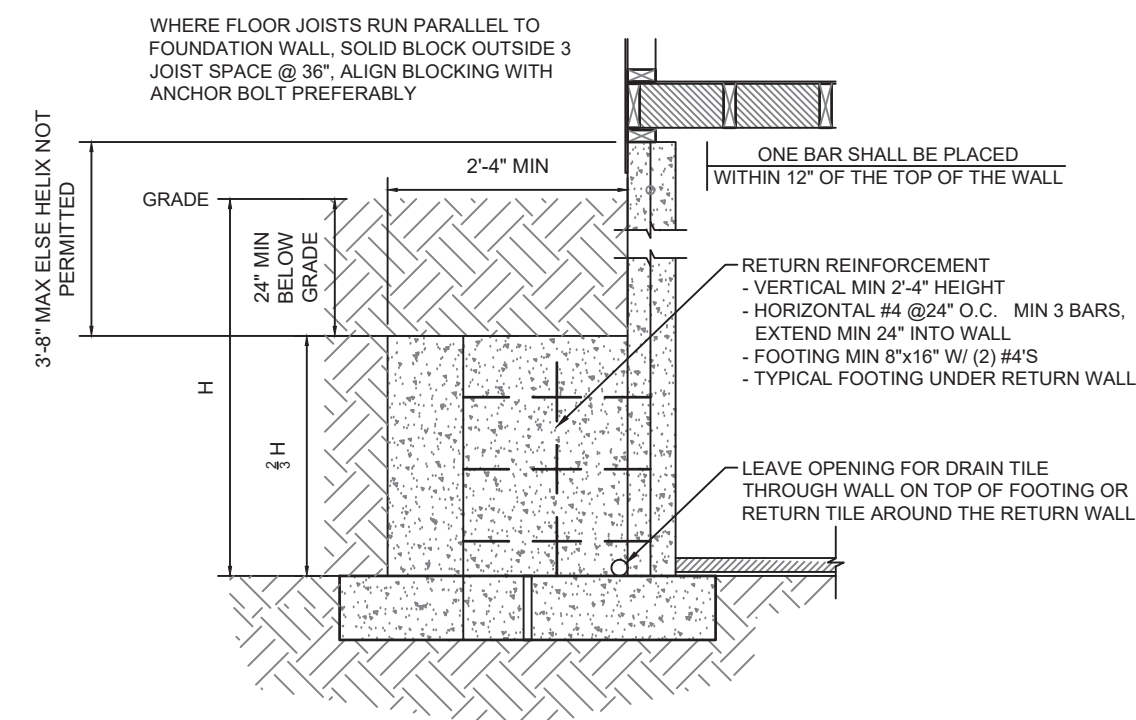 WHERE FLOOR JOISTS RUN PARALLEL TO
FOUNDATION WALL, SOLID BLOCK OUTSIDE 3
JOIST SPACE @ 36", ALIGN BLOCKING WITH
ANCHOR BOLT PREFERABLY
3'-8" MAX ELSE HELIX NOT
PERMITTED
GRADE
2'-4" MIN
24" MIN
BELOW
GRADE
H
2/3 H
ONE BAR SHALL BE PLACED
WITHIN 12" OF THE TOP OF THE WALL
RETURN REINFORCEMENT
- VERTICAL MIN 2'-4" HEIGHT
- HORIZONTAL #4 @24" O.C. MIN 3 BARS,
EXTEND MIN 24" INTO WALL
- FOOTING MIN 8"x16" W/ (2) #4'S
- TYPICAL FOOTING UNDER RETURN WALL
LEAVE OPENING FOR DRAIN TILE
THROUGH WALL ON TOP OF FOOTING OR
RETURN TILE AROUND THE RETURN WALL